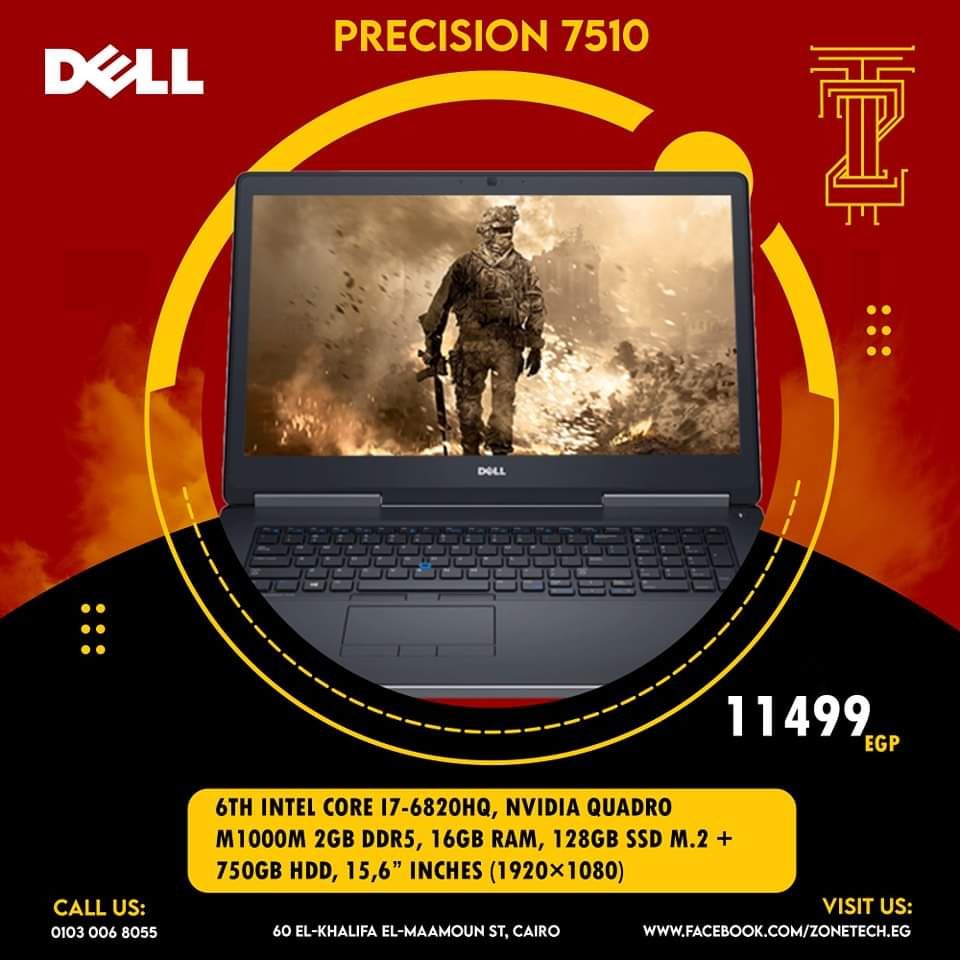 PRECISION 7510
DELL
TZ
DELL
11499
EGP
6TH INTEL CORE I7-6820HQ, NVIDIA QUADRO
M1000M 2GB DDR5, 16GB RAM, 128GB SSD M.2 +
750GB HDD, 15,6” INCHES (1920×1080)
CALL US:
0103 006 8055
60 EL-KHALIFA EL-MAAMOUN ST, CAIRO
VISIT US:
WWW.FACEBOOK.COM/ZONETECH.EG